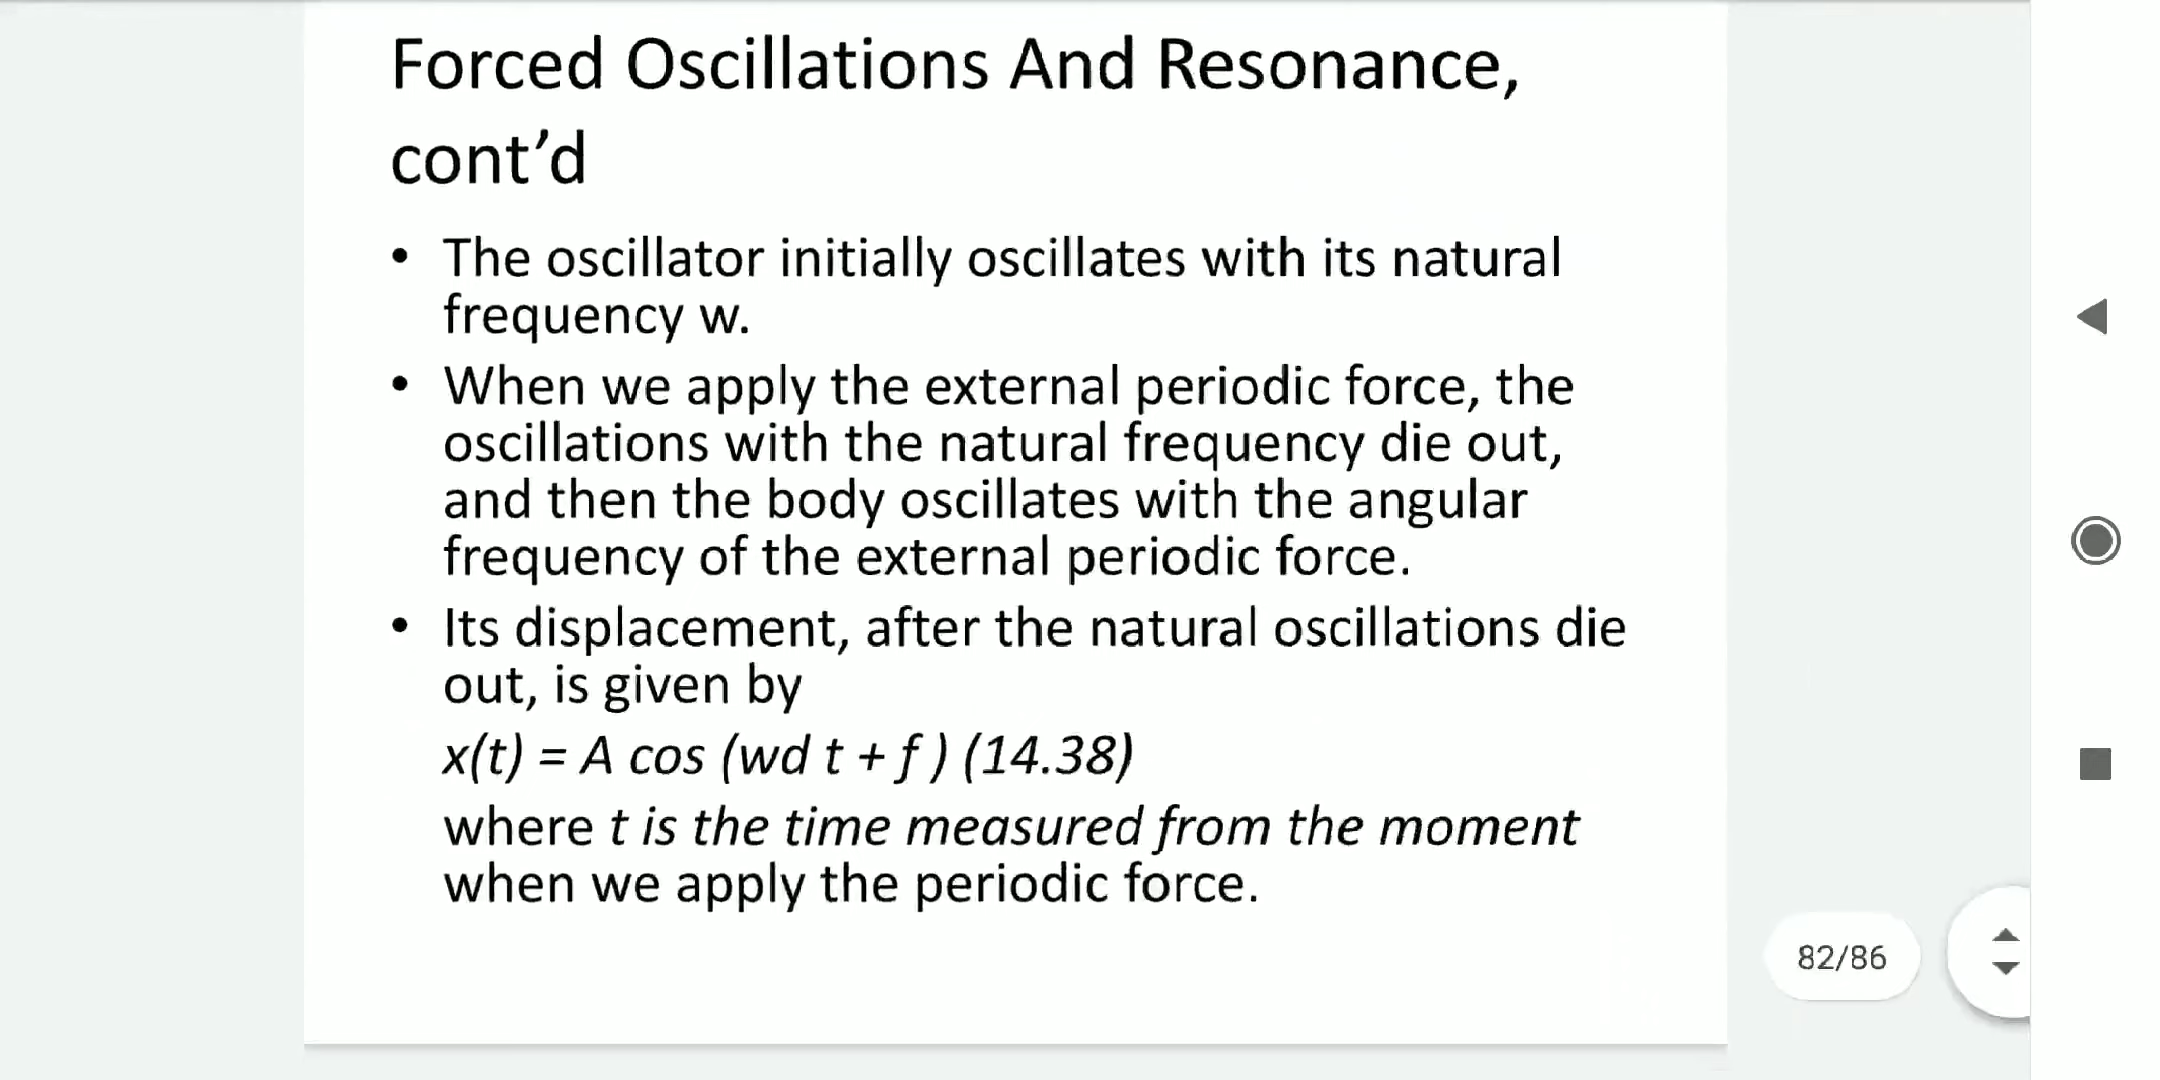 Forced Oscillations And Resonance,
cont’d
• The oscillator initially oscillates with its natural
frequency w.
• When we apply the external periodic force, the
oscillations with the natural frequency die out,
and then the body oscillates with the angular
frequency of the external periodic force.
• Its displacement, after the natural oscillations die
out, is given by
x(t) = A cos (wd t + f ) (14.38)
where t is the time measured from the moment
when we apply the periodic force.
82/86